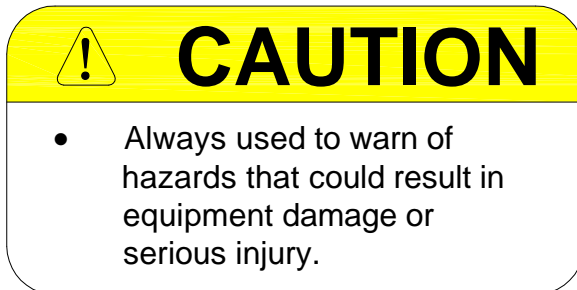 CAUTION
• Always used to warn of
hazards that could result in
equipment damage or
serious injury.